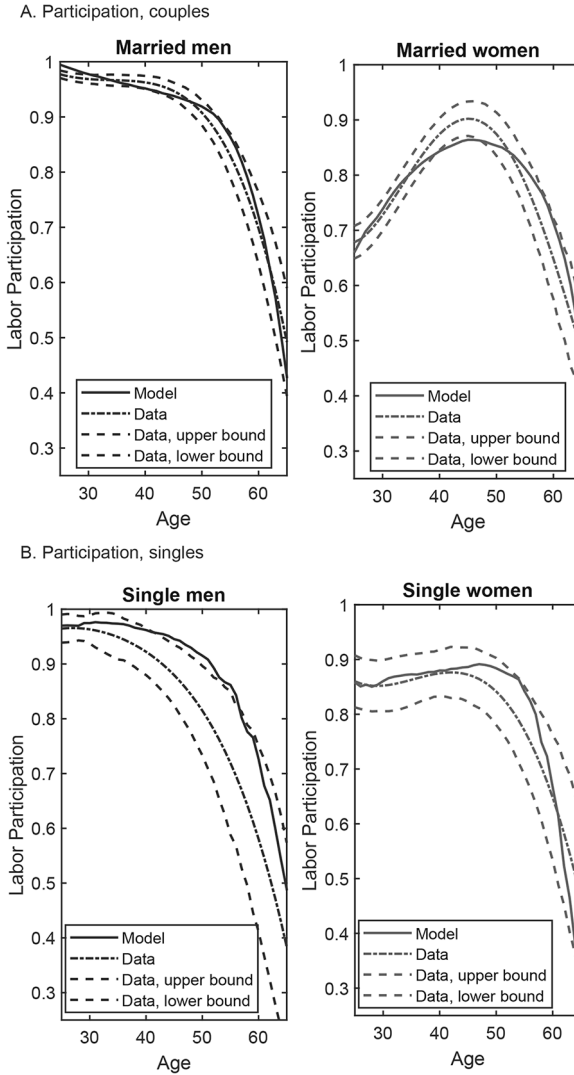 A. Participation, couples
Married men
Labor Participation
1
0.9
0.8
0.7
0.6
0.5
0.4
0.3
Model
Data
Data, upper bound
Data, lower bound
30 40 50 60
Age
Married women
Labor Participation
1
0.9
0.8
0.7
0.6
0.5
0.4
0.3
Model
Data
Data, upper bound
Data, lower bound
30 40 50 60
Age
B. Participation, singles
Single men
Labor Participation
1
0.9
0.8
0.7
0.6
0.5
0.4
0.3
Model
Data
Data, upper bound
Data, lower bound
30 40 50 60
Age
Single women
Labor Participation
1
0.9
0.8
0.7
0.6
0.5
0.4
0.3
Model
Data
Data, upper bound
Data, lower bound
30 40 50 60
Age